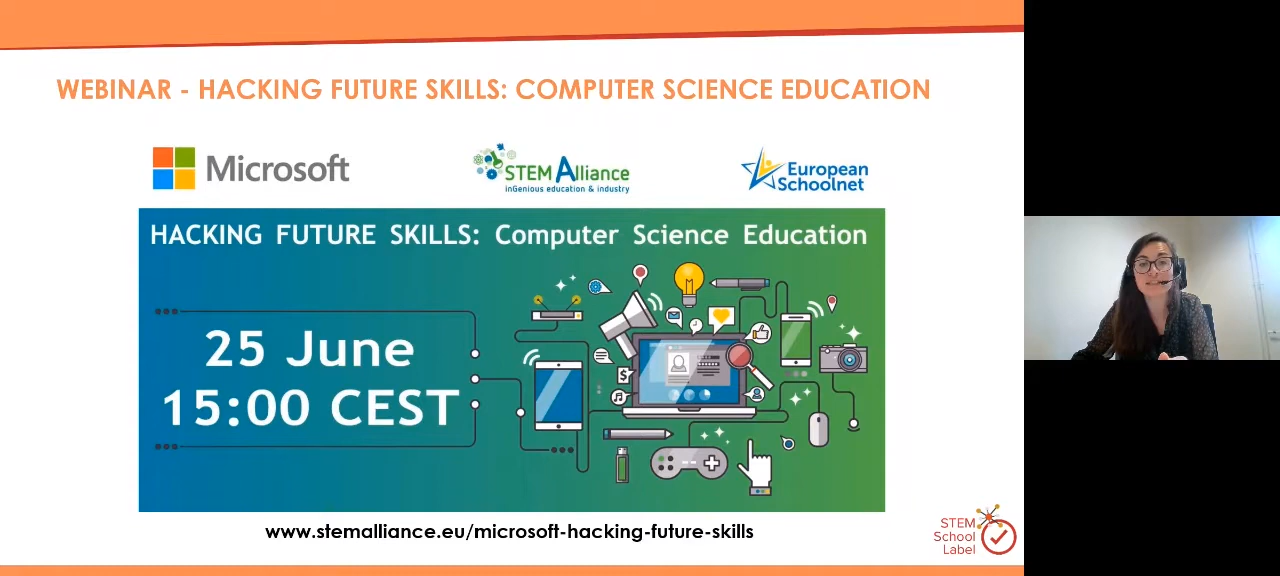 WEBINAR - HACKING FUTURE SKILLS: COMPUTER SCIENCE EDUCATION
Microsoft
STEM Alliance
inGenious education & industry
European
Schoolnet
HACKING FUTURE SKILLS: Computer Science Education
25 June
15:00 CEST
$
www.stemalliance.eu/microsoft-hacking-future-skills
STEM
School
Label